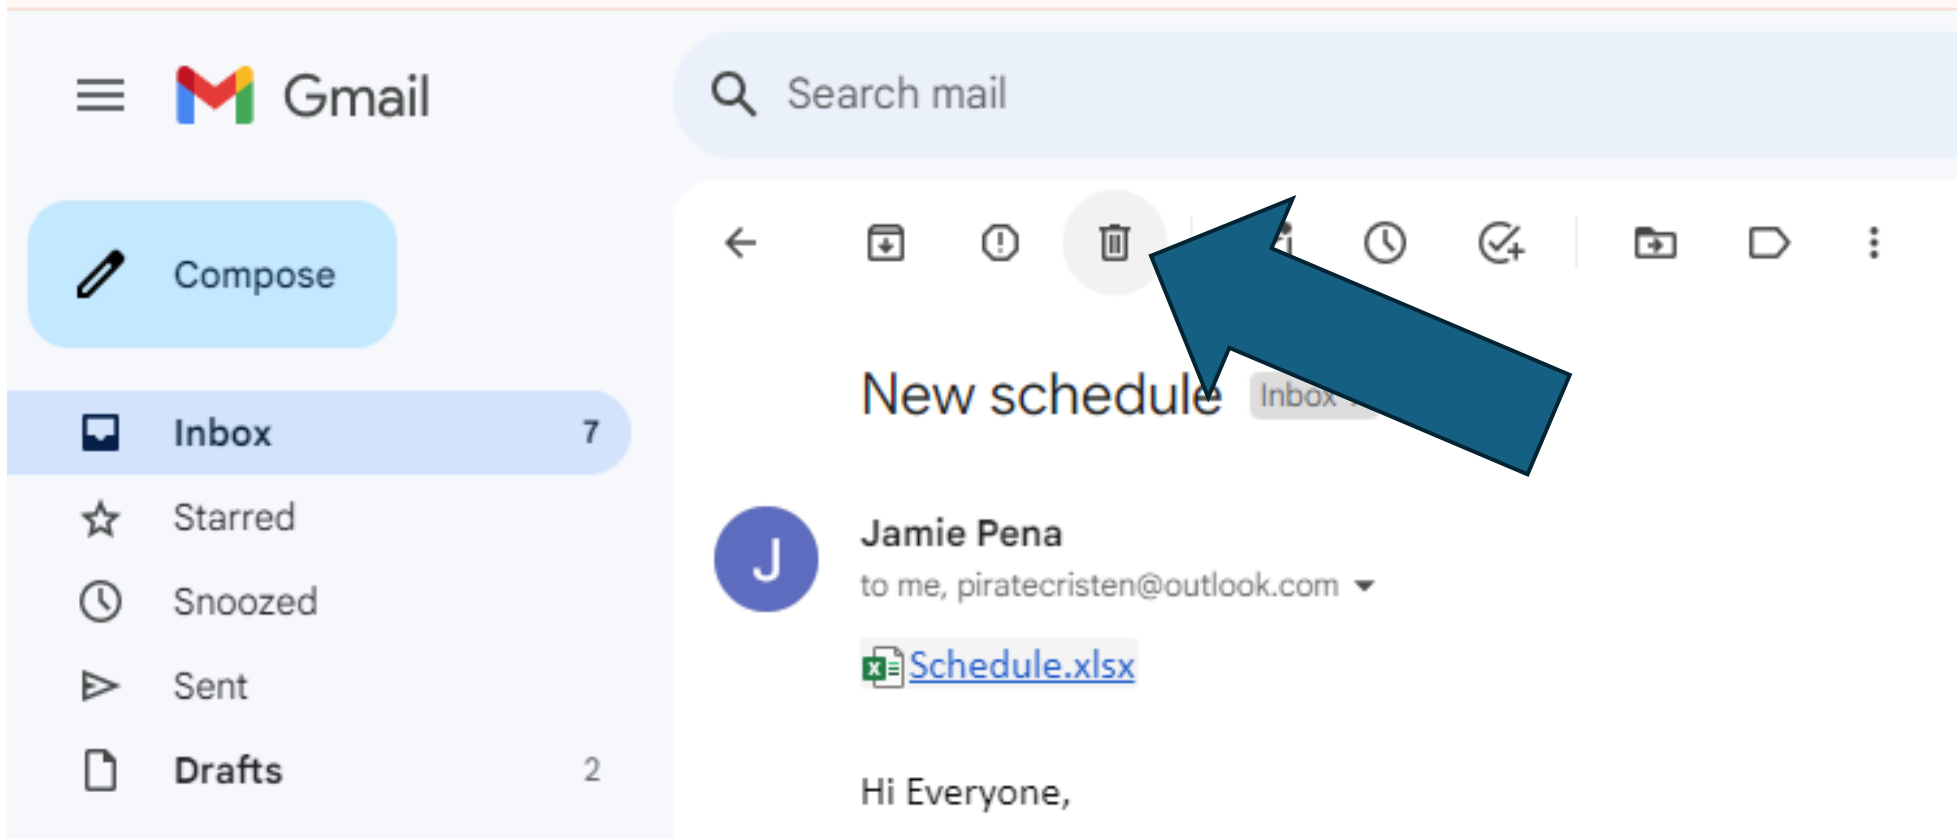 Gmail
Search mail
Compose
Inbox 7
Starred
Snoozed
Sent
Drafts 2
New schedule Inbox
Jamie Pena
to me, piratecristen@outlook.com
Schedule.xlsx
Hi Everyone,
J